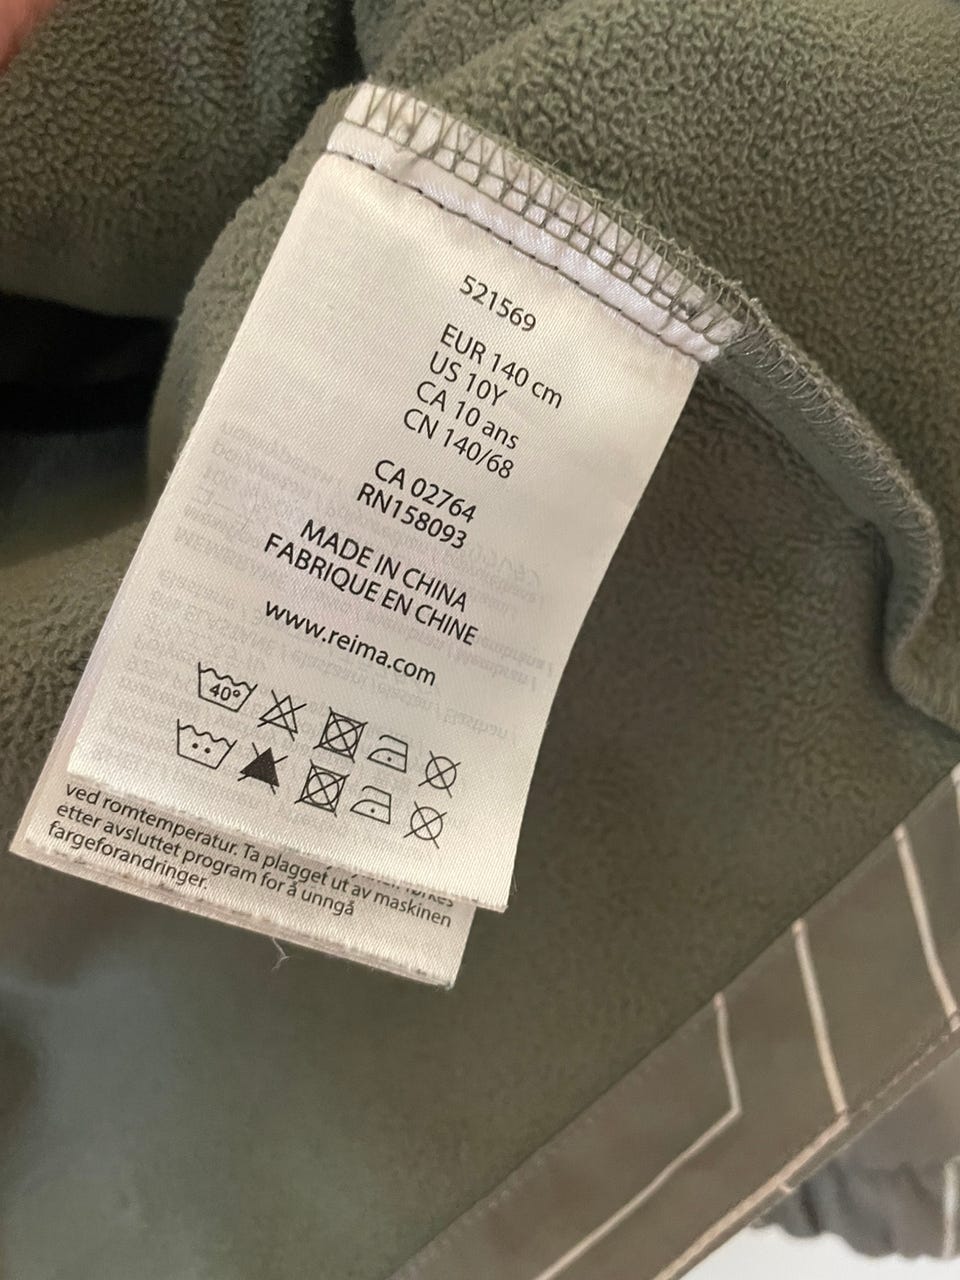 521569
EUR 140 cm
US 10Y
CA 10 ans
CN 140/68
CA 02764
RN158093
MADE IN CHINA
FABRIQUE EN CHINE
www.reima.com
40°
ved romtemperatur. Ta plagget ut av maskinen
etter avsluttet program for å unngå
fargeforandringer.